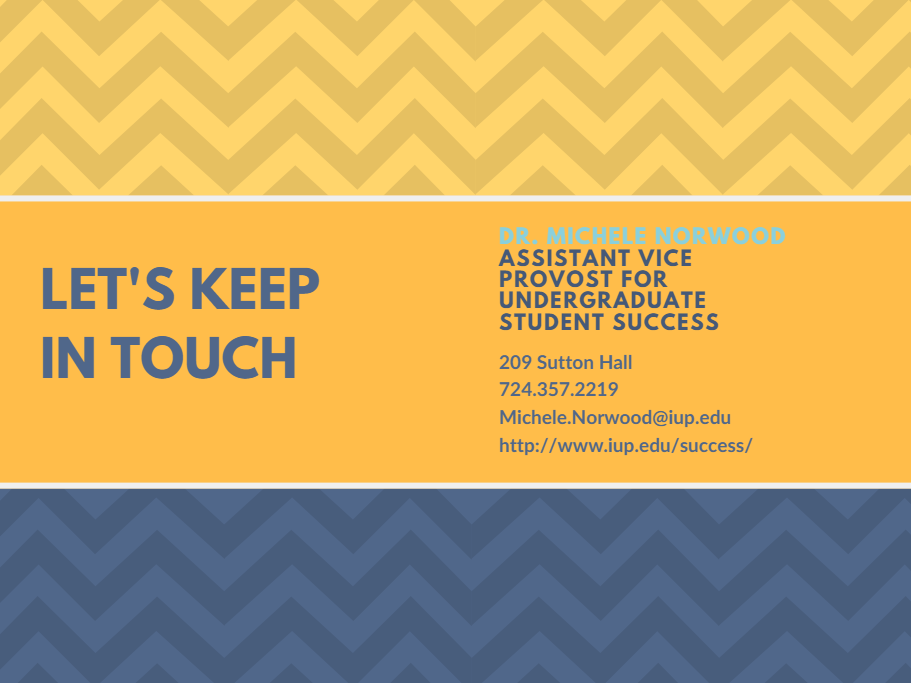 LET'S KEEP
IN TOUCH
DR. MICHELE NORWOOD
ASSISTANT VICE
PROVOST FOR
UNDERGRADUATE
STUDENT SUCCESS
209 Sutton Hall
724.357.2219
Michele.Norwood@iup.edu
http://www.iup.edu/success/